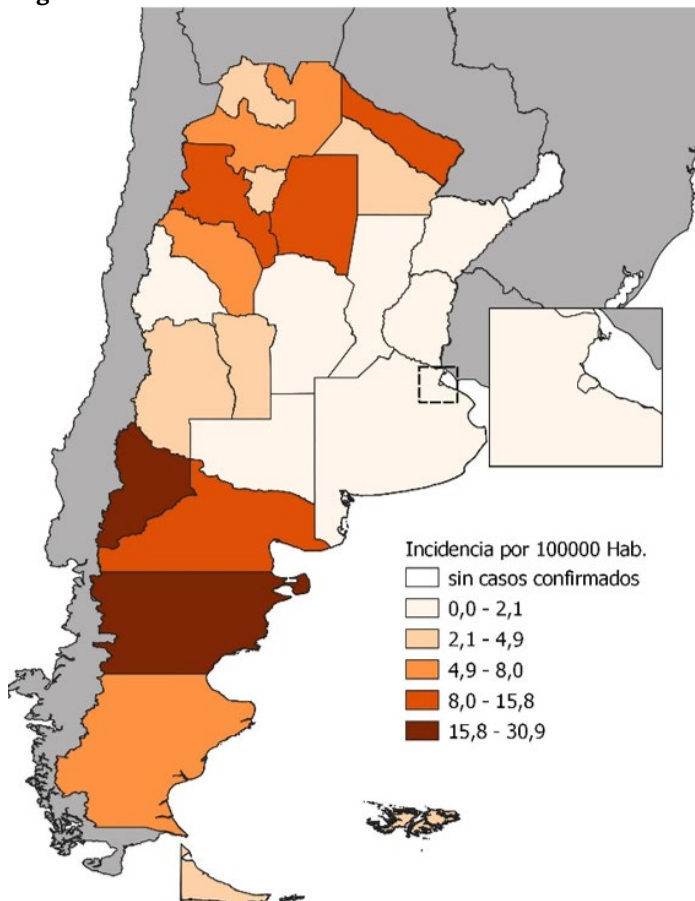 Incidencia por 100000 Hab.
sin casos confirmados
0,0 - 2,1
2,1 - 4,9
4,9 - 8,0
8,0 - 15,8
15,8 - 30,9